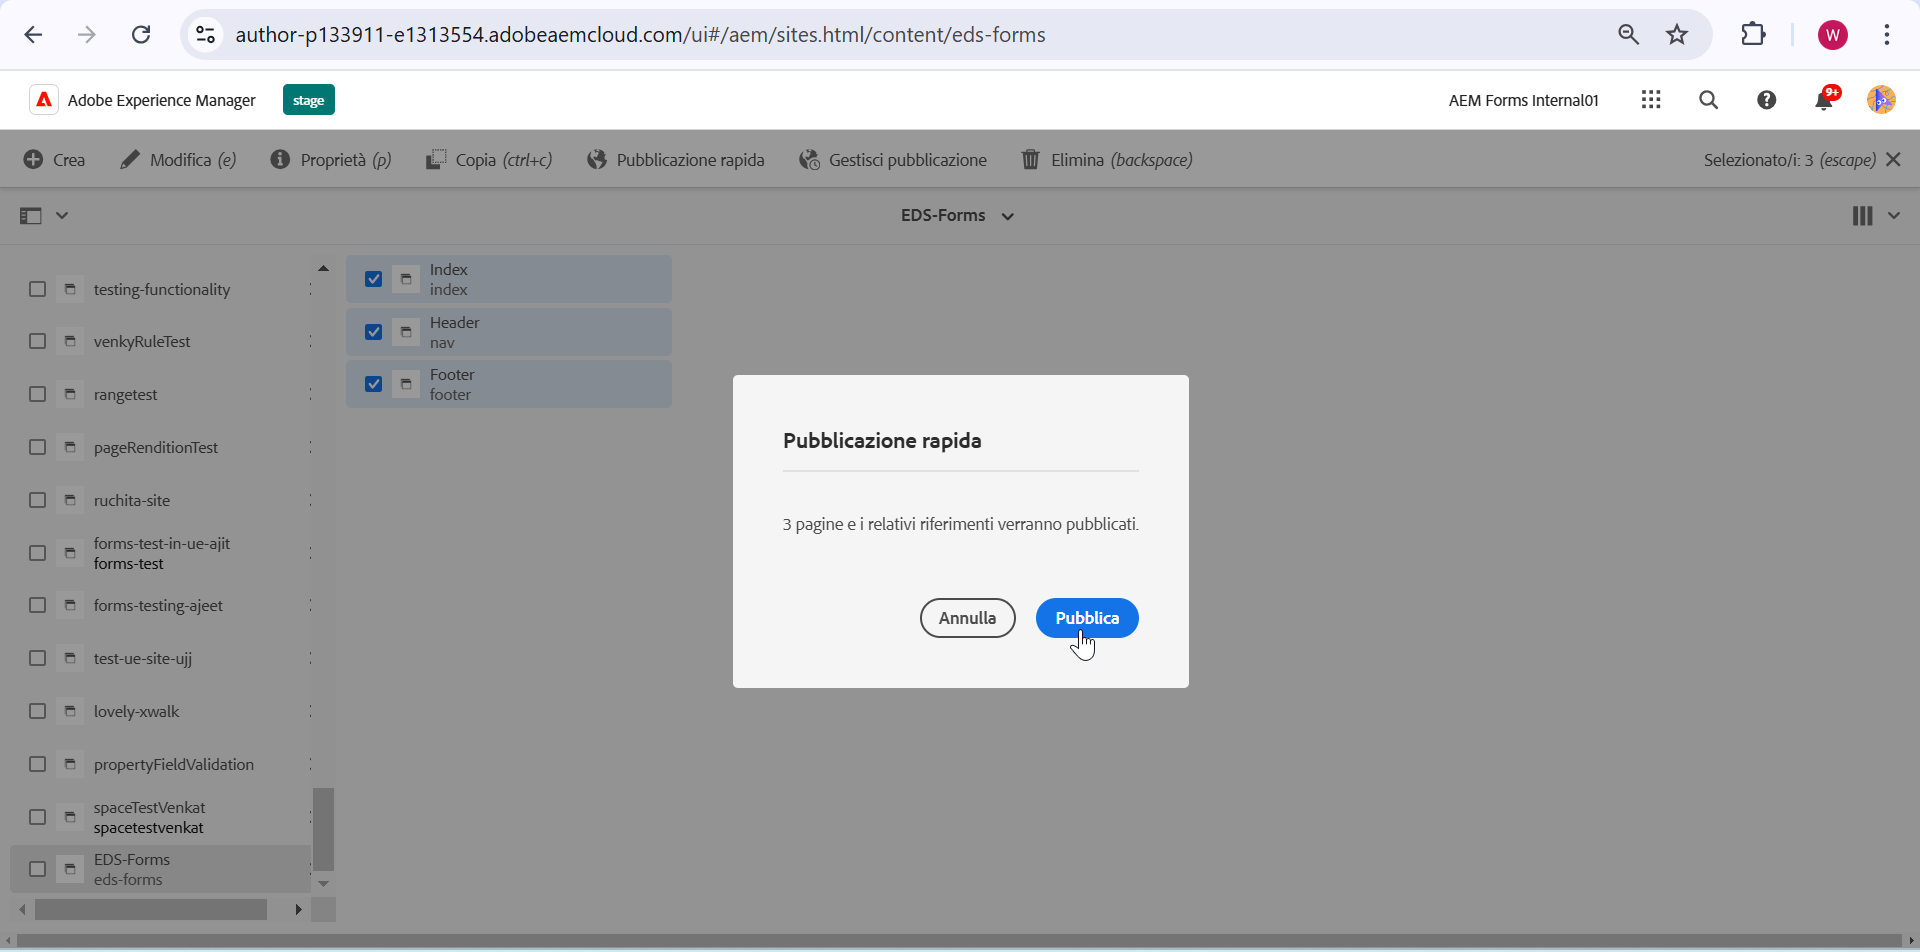 author-p133911-e1313554.adobeaemcloud.com/ui#/aem/sites.html/content/eds-forms
W
Adobe Experience Manager
stage
AEM Forms Internal01
9+
Crea
Modifica (e)
Proprietà (p)
Copia (ctrl+c)
Pubblicazione rapida
Gestisci pubblicazione
Elimina (backspace)
Selezionato/i: 3 (escape)
EDS-Forms
testing-functionality
venkyRuleTest
rangetest
pageRenditionTest
ruchita-site
forms-test-in-ue-ajit
forms-test
forms-testing-ajeet
test-ue-site-ujj
lovely-xwalk
propertyFieldValidation
spaceTestVenkat
spacetestvenkat
EDS-Forms
eds-forms
Index
index
Header
nav
Footer
footer
Pubblicazione rapida
3 pagine e i relativi riferimenti verranno pubblicati.
Annulla
Pubblica